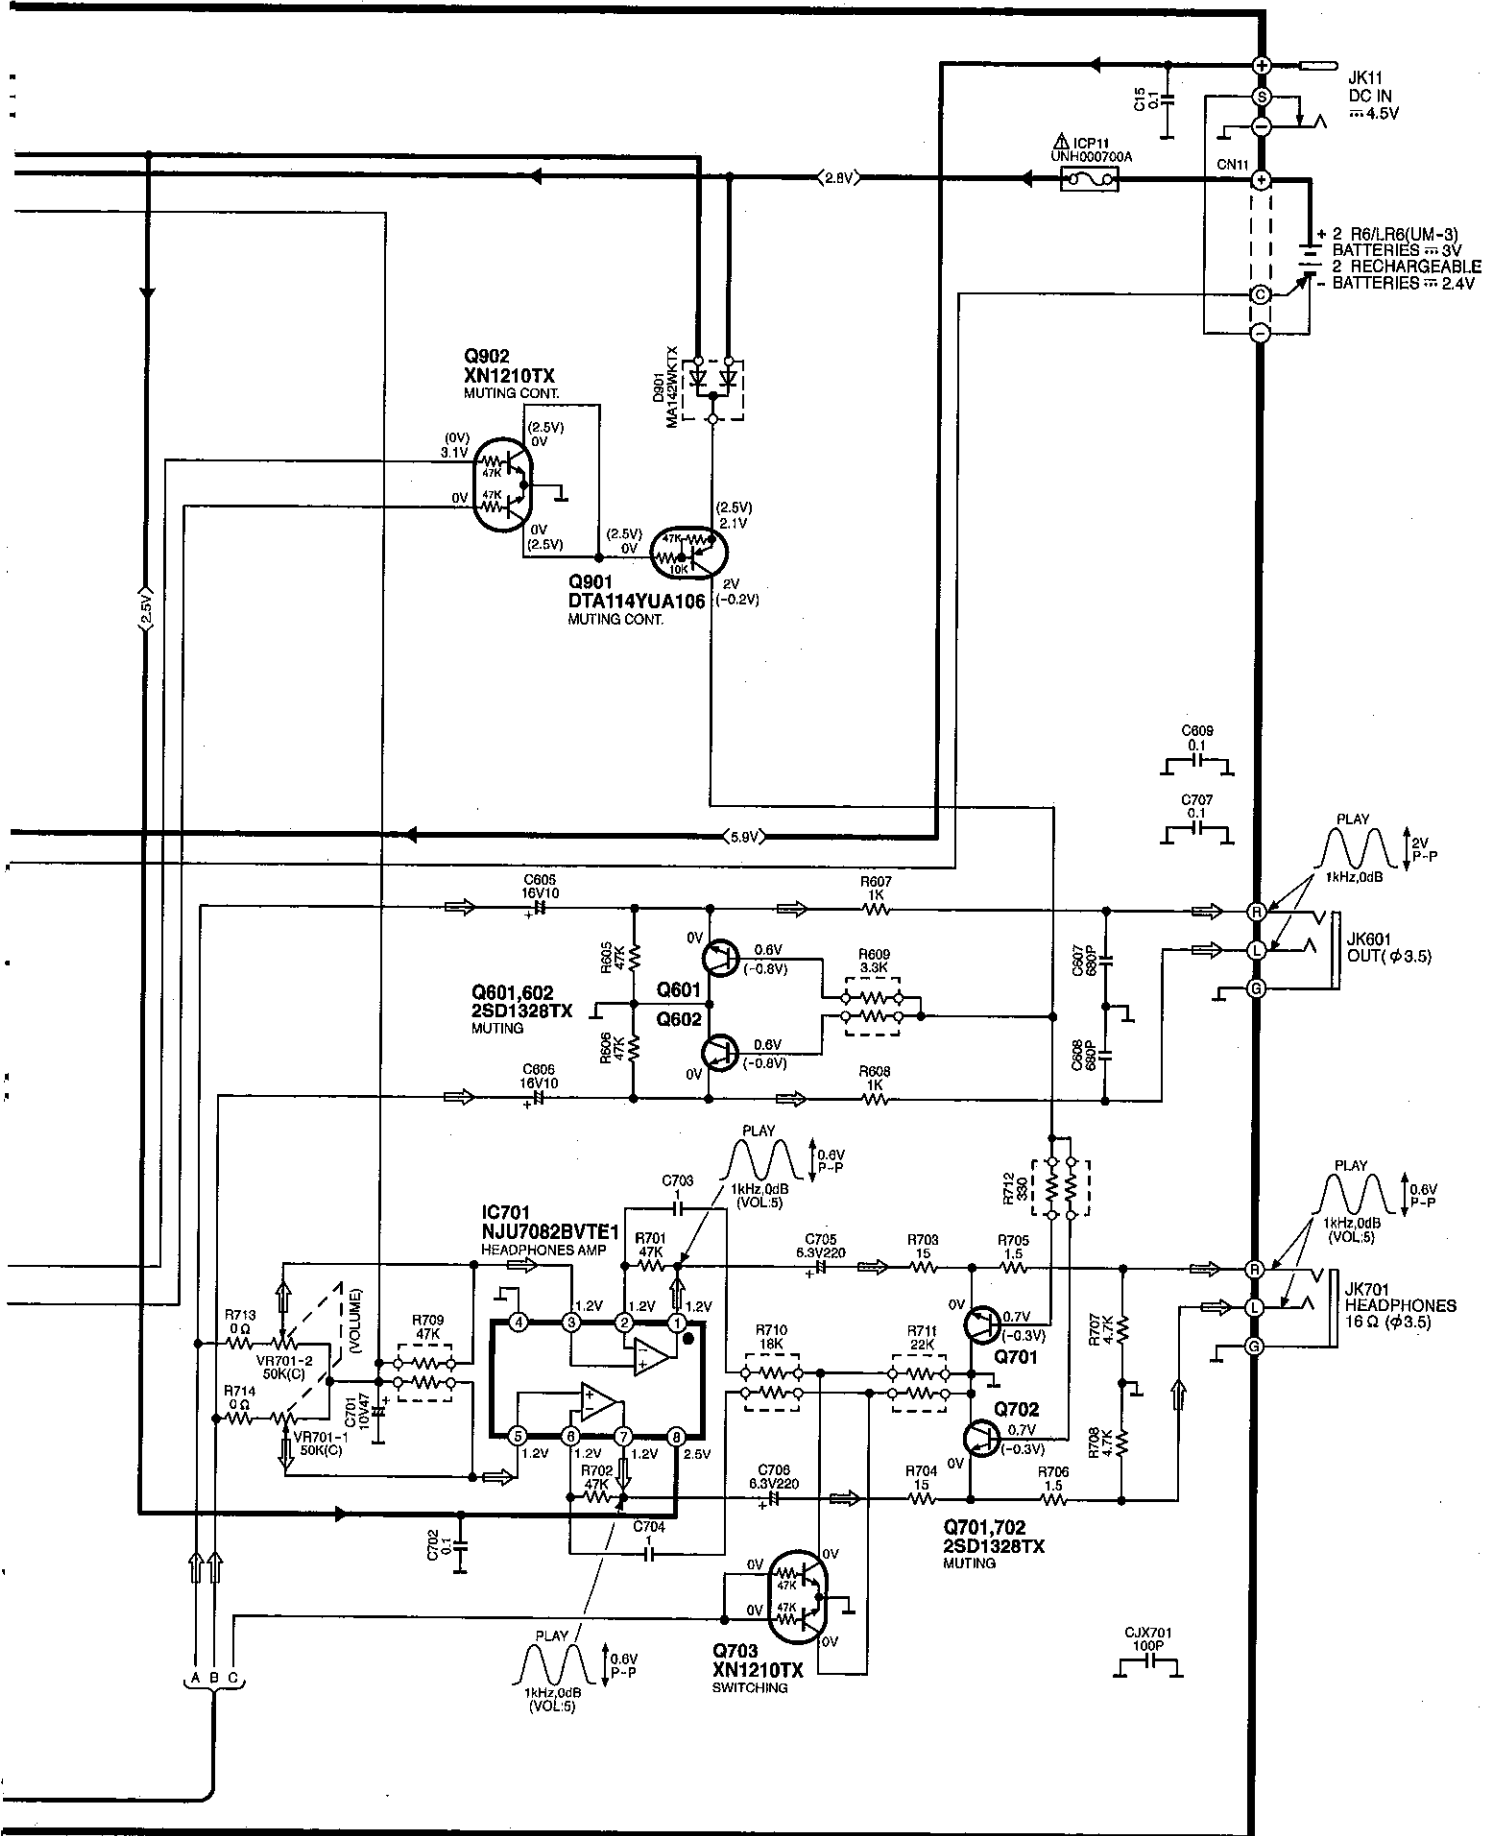 JK11
DC IN
⎓ 4.5V
C15
0.1
⚠ ICP11
UNH000700A
CN11
<2.8V>
+ 2 R6/LR6(UM-3)
BATTERIES ⎓ 3V
2 RECHARGEABLE
- BATTERIES ⎓ 2.4V
+
S
−
+
C
−
Q902
XN1210TX
MUTING CONT.
D901
MA142WKTX
(2.5V)
0V
(0V)
3.1V
47K
47K
0V
0V
(2.5V)
(2.5V)
0V
(2.5V)
2.1V
47K
10K
Q901
DTA114YUA106
MUTING CONT.
2V
(-0.2V)
<2.5V>
C609
0.1
C707
0.1
<5.9V>
PLAY
2V
P-P
1kHz,0dB
C605
16V10
+
R607
1K
R
L
G
JK601
OUT(ϕ3.5)
R605
47K
0V
0.6V
(-0.8V)
R609
3.3K
C607
680P
Q601,602
2SD1328TX
MUTING
Q601
Q602
R606
47K
0.6V
(-0.8V)
0V
C608
680P
C606
16V10
+
R608
1K
PLAY
0.6V
P-P
1kHz,0dB
(VOL:5)
R712
330
PLAY
0.6V
P-P
1kHz,0dB
(VOL:5)
C703
1
IC701
NJU7082BVTE1
HEADPHONES AMP
R701
47K
C705
6.3V220
+
R703
15
R705
1.5
R
L
G
JK701
HEADPHONES
16Ω (ϕ3.5)
(VOLUME)
R713
0Ω
VR701-2
50K(C)
R714
0Ω
VR701-1
50K(C)
C701
10V47
+
R709
47K
4
3
2
1
1.2V
1.2V
1.2V
−
+
+
−
5
6
7
8
1.2V
1.2V
1.2V
2.5V
R710
18K
R711
22K
0V
0.7V
(-0.3V)
Q701
Q702
0.7V
(-0.3V)
0V
R707
4.7K
R708
4.7K
R702
47K
C706
6.3V220
+
R704
15
R706
1.5
C702
0.1
C704
1
Q701,702
2SD1328TX
MUTING
0V
0V
0V
47K
47K
0V
Q703
XN1210TX
SWITCHING
PLAY
0.6V
P-P
1kHz,0dB
(VOL:5)
CJX701
100P
A B C